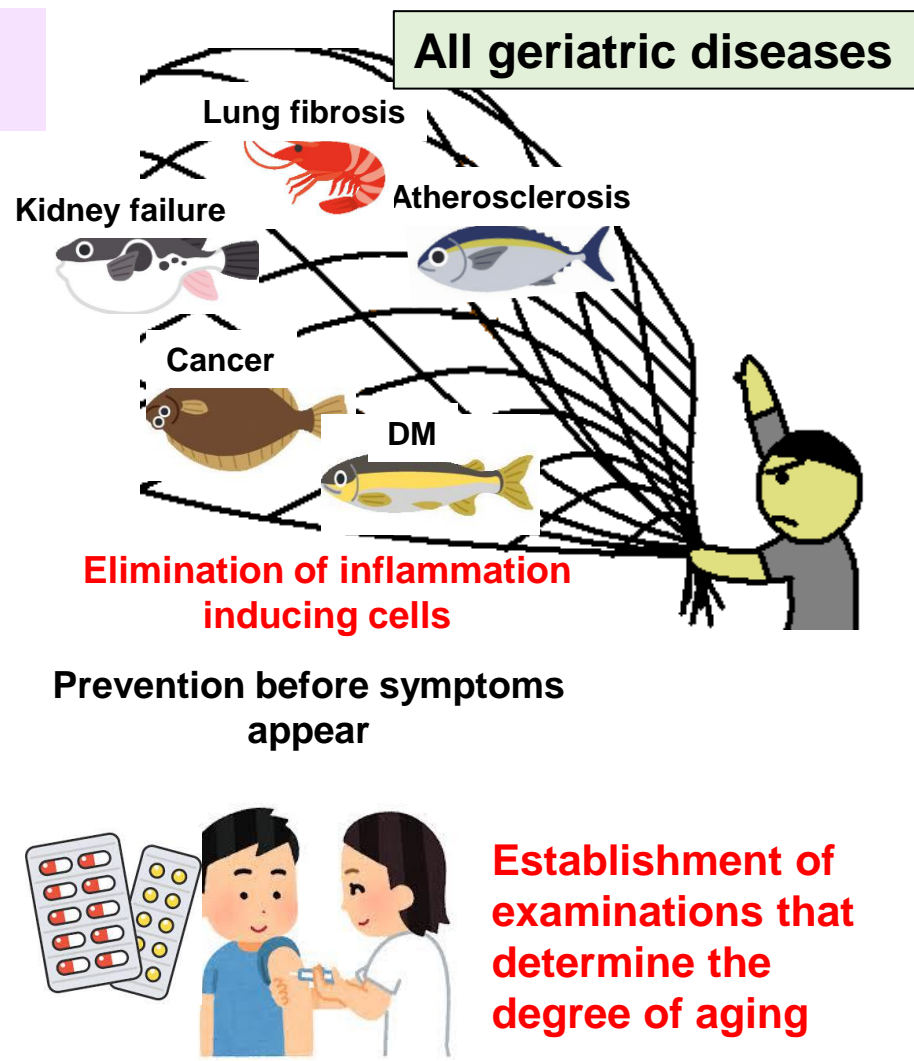 All geriatric diseases
Lung fibrosis
Atherosclerosis
Kidney failure
Cancer
DM
Elimination of inflammation
inducing cells
Prevention before symptoms
appear
Establishment of
examinations that
determine the
degree of aging